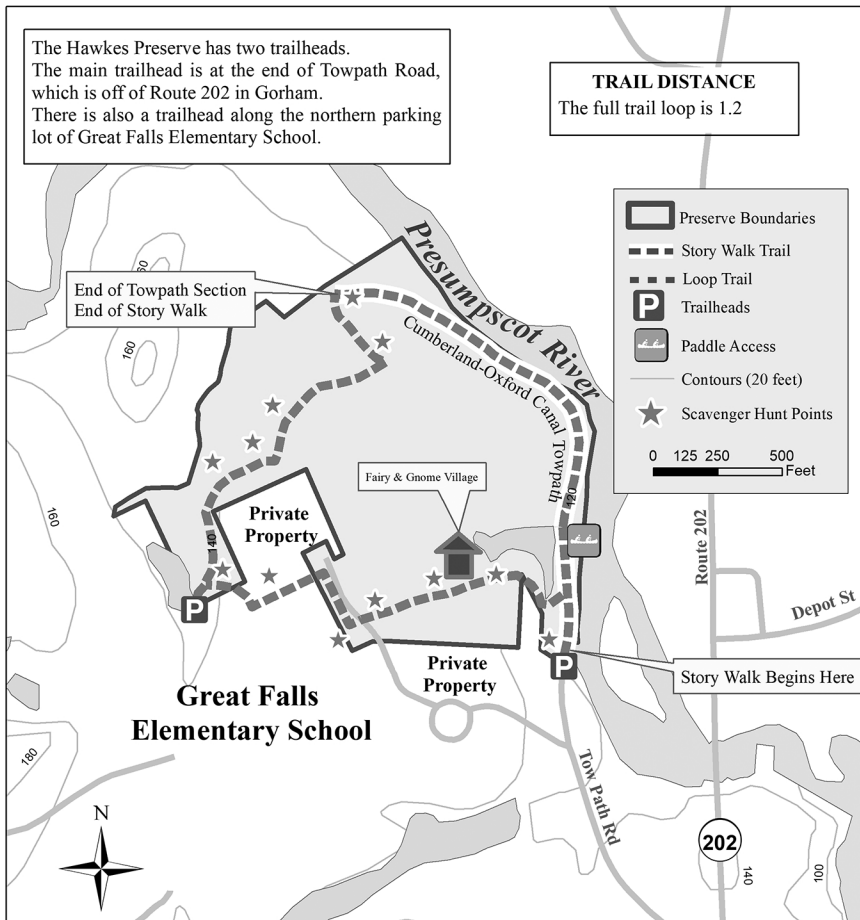 The Hawkes Preserve has two trailheads.
The main trailhead is at the end of Towpath Road,
which is off of Route 202 in Gorham.
There is also a trailhead along the northern parking
lot of Great Falls Elementary School.
TRAIL DISTANCE
The full trail loop is 1.2
Preserve Boundaries
Story Walk Trail
Loop Trail
P
Trailheads
Paddle Access
Contours (20 feet)
Scavenger Hunt Points
0 125 250 500
Feet
Presumpscot River
60
End of Towpath Section
End of Story Walk
160
Cumberland-Oxford Canal Towpath
Fairy & Gnome Village
120
160
Private
Property
140
Route 202
Depot St
P
P
Private
Property
Story Walk Begins Here
Great Falls
Elementary School
180
Tow Path Rd
N
202
140
100